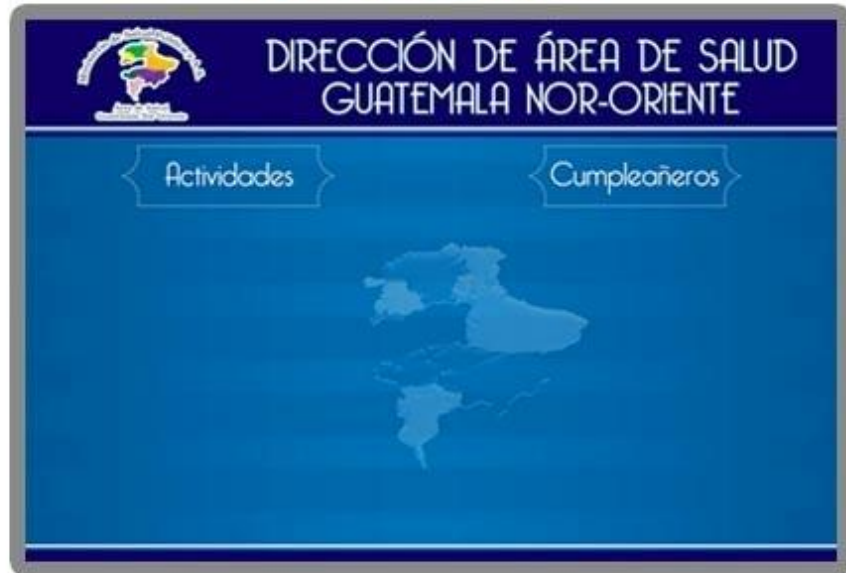 DIRECCIÓN DE ÁREA DE SALUD
GUATEMALA NOR-ORIENTE
Actividades
Cumpleañeros